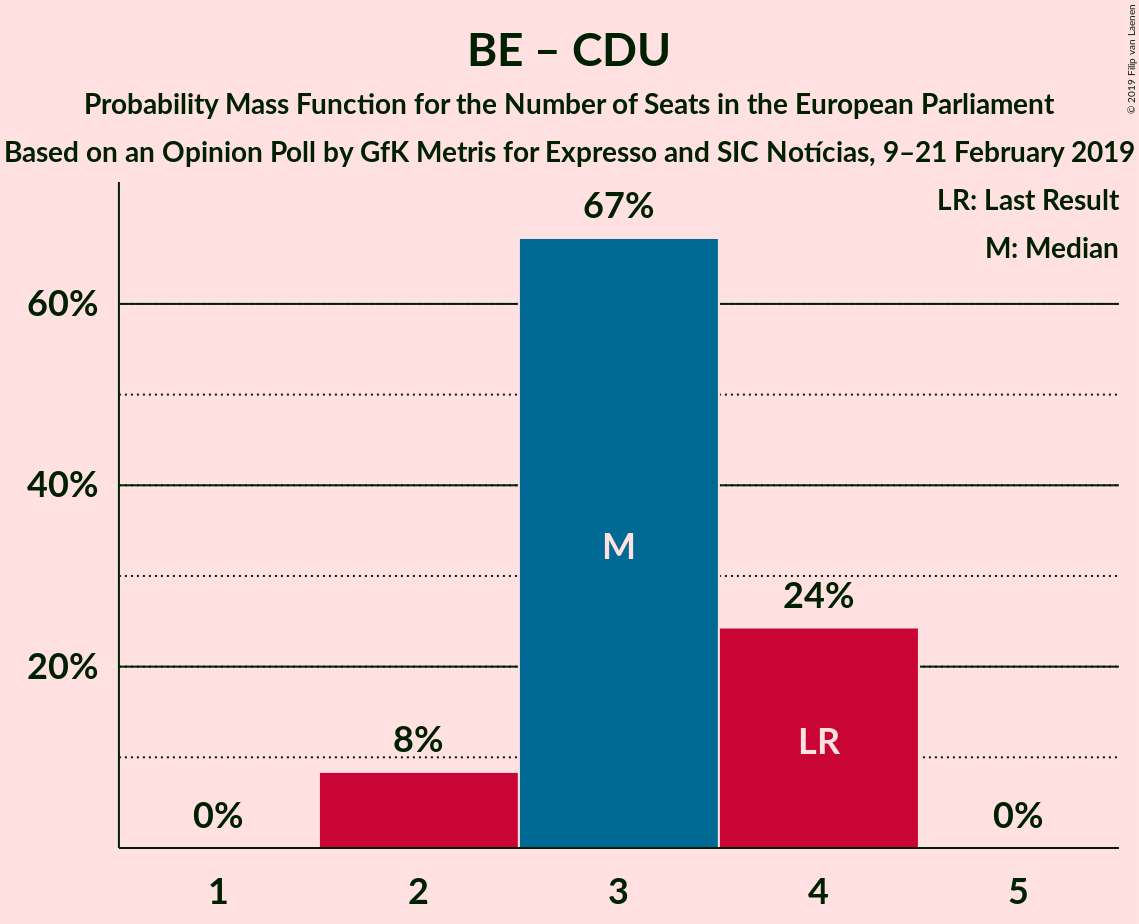 BE – CDU
Probability Mass Function for the Number of Seats in the European Parliament
Based on an Opinion Poll by GfK Metris for Expresso and SIC Notícias, 9–21 February 2019
© 2019 Filip van Laenen
LR: Last Result
M: Median
67%
60%
40%
20%
M
24%
LR
8%
0%
0%
1 2 3 4 5